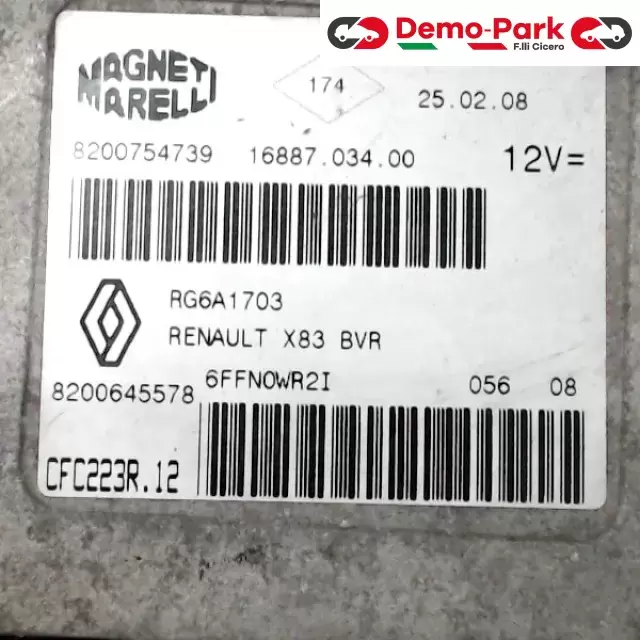 Demo-Park
F.lli Cicero
MAGNETI
MARELLI
174
25.02.08
8200754739 16887.034.00 12V=
RG6A1703
RENAULT X83 BVR
8200645578 6FFN0WR2I 056 08
CFC223R.12